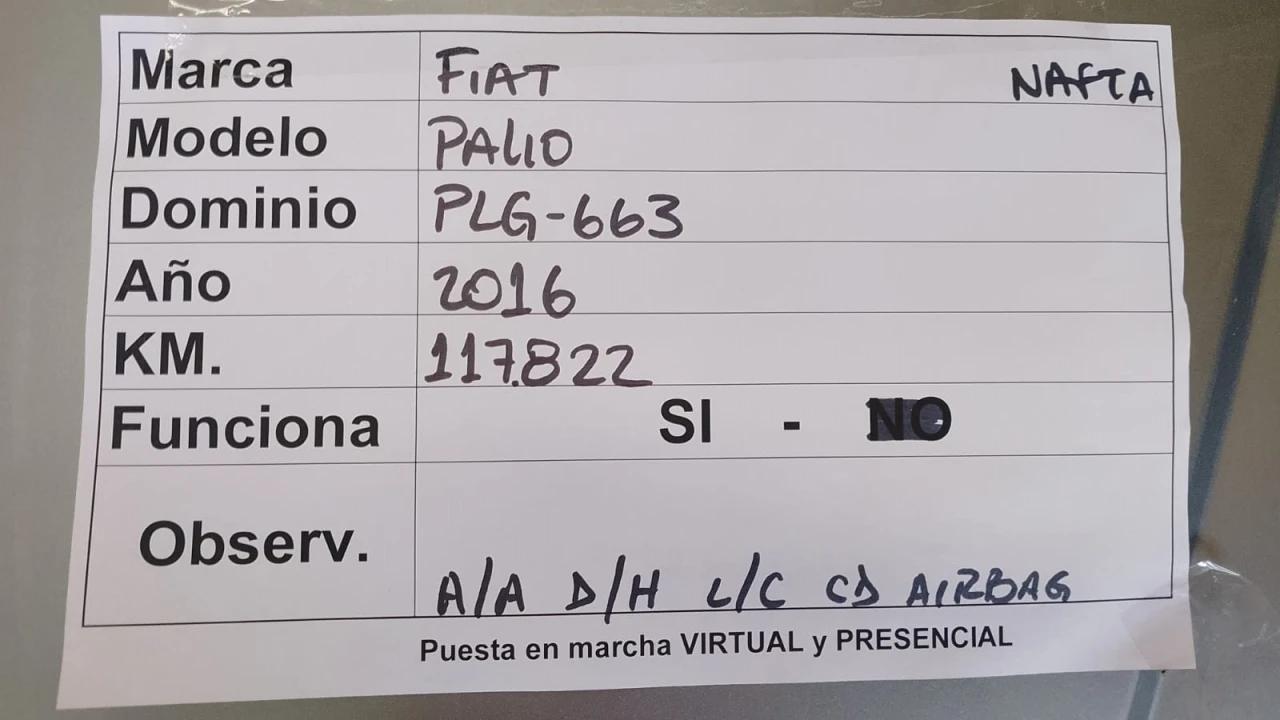 Marca FIAT NAFTA
Modelo PALIO
Dominio PLG-663
Año 2016
KM. 117.822
Funciona SI - NO
Observ. A/A D/H L/C CD AIRBAG
Puesta en marcha VIRTUAL y PRESENCIAL